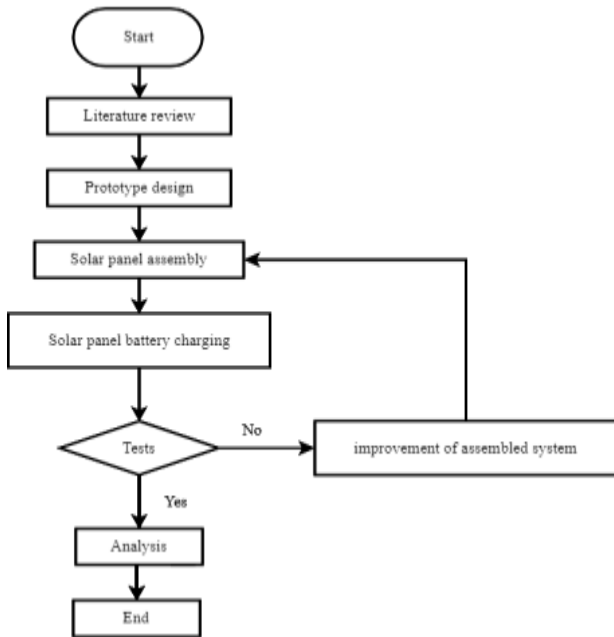 Start
Literature review
Prototype design
Solar panel assembly
Solar panel battery charging
Tests
No
improvement of assembled system
Yes
Analysis
End